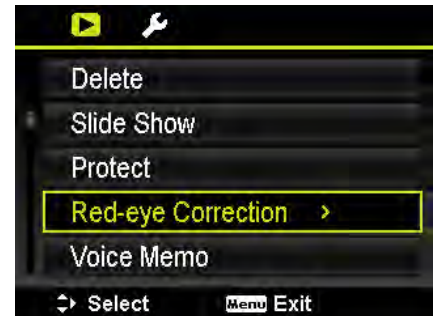 Delete
Slide Show
Protect
Red-eye Correction >
Voice Memo
Select Menu Exit